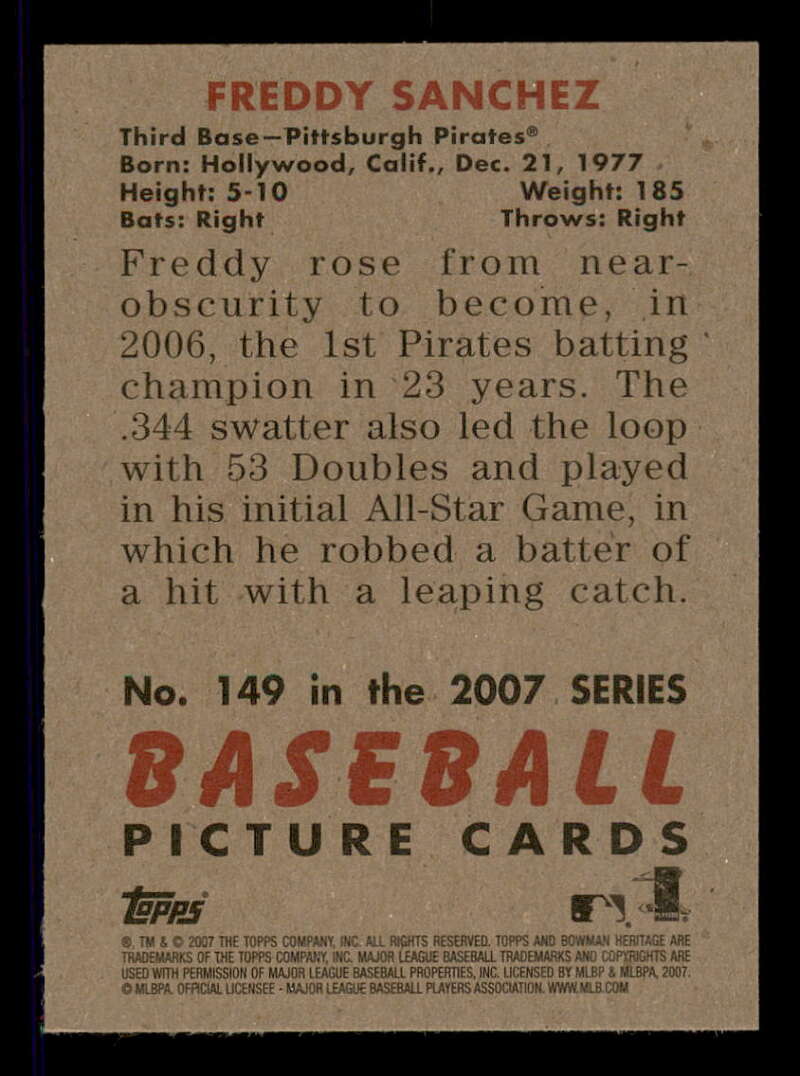 FREDDY SANCHEZ
Third Base—Pittsburgh Pirates®
Born: Hollywood, Calif., Dec. 21, 1977
Height: 5-10 Weight: 185
Bats: Right Throws: Right
Freddy rose from near-
obscurity to become, in
2006, the 1st Pirates batting
champion in 23 years. The
.344 swatter also led the loop
with 53 Doubles and played
in his initial All-Star Game, in
which he robbed a batter of
a hit with a leaping catch.
No. 149 in the 2007 SERIES
BASEBALL
PICTURE CARDS
Topps
®, TM & © 2007 THE TOPPS COMPANY, INC. ALL RIGHTS RESERVED. TOPPS AND BOWMAN HERITAGE ARE
TRADEMARKS OF THE TOPPS COMPANY, INC. MAJOR LEAGUE BASEBALL TRADEMARKS AND COPYRIGHTS ARE
USED WITH PERMISSION OF MAJOR LEAGUE BASEBALL PROPERTIES, INC. LICENSED BY MLBP & MLBPA, 2007.
© MLBPA. OFFICIAL LICENSEE - MAJOR LEAGUE BASEBALL PLAYERS ASSOCIATION. WWW.MLB.COM